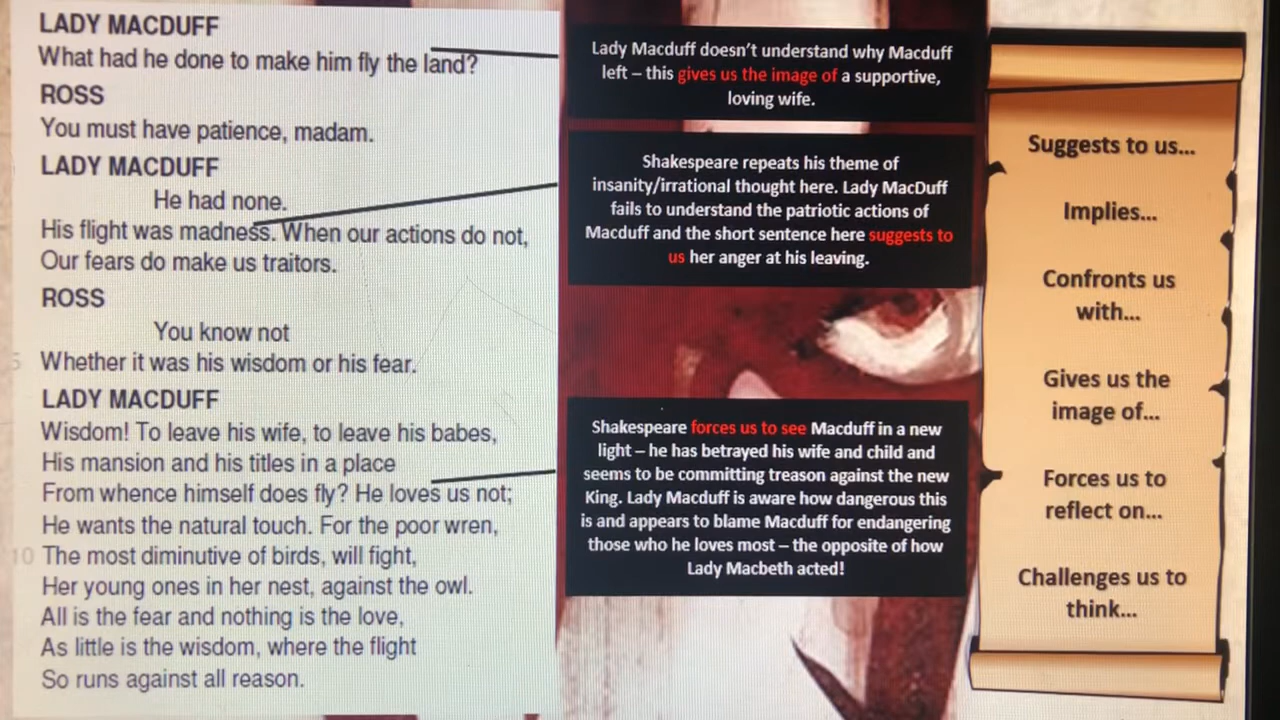 LADY MACDUFF
What had he done to make him fly the land?
ROSS
You must have patience, madam.
LADY MACDUFF
He had none.
His flight was madness. When our actions do not,
Our fears do make us traitors.
ROSS
You know not
5 Whether it was his wisdom or his fear.
LADY MACDUFF
Wisdom! To leave his wife, to leave his babes,
His mansion and his titles in a place
From whence himself does fly? He loves us not;
He wants the natural touch. For the poor wren,
10 The most diminutive of birds, will fight,
Her young ones in her nest, against the owl.
All is the fear and nothing is the love,
As little is the wisdom, where the flight
So runs against all reason.
Lady Macduff doesn't understand why Macduff
left – this gives us the image of a supportive,
loving wife.
Shakespeare repeats his theme of
insanity/irrational thought here. Lady MacDuff
fails to understand the patriotic actions of
Macduff and the short sentence here suggests to
us her anger at his leaving.
Shakespeare forces us to see Macduff in a new
light – he has betrayed his wife and child and
seems to be committing treason against the new
King. Lady Macduff is aware how dangerous this
is and appears to blame Macduff for endangering
those who he loves most – the opposite of how
Lady Macbeth acted!
Suggests to us...
Implies...
Confronts us
with...
Gives us the
image of...
Forces us to
reflect on...
Challenges us to
think...